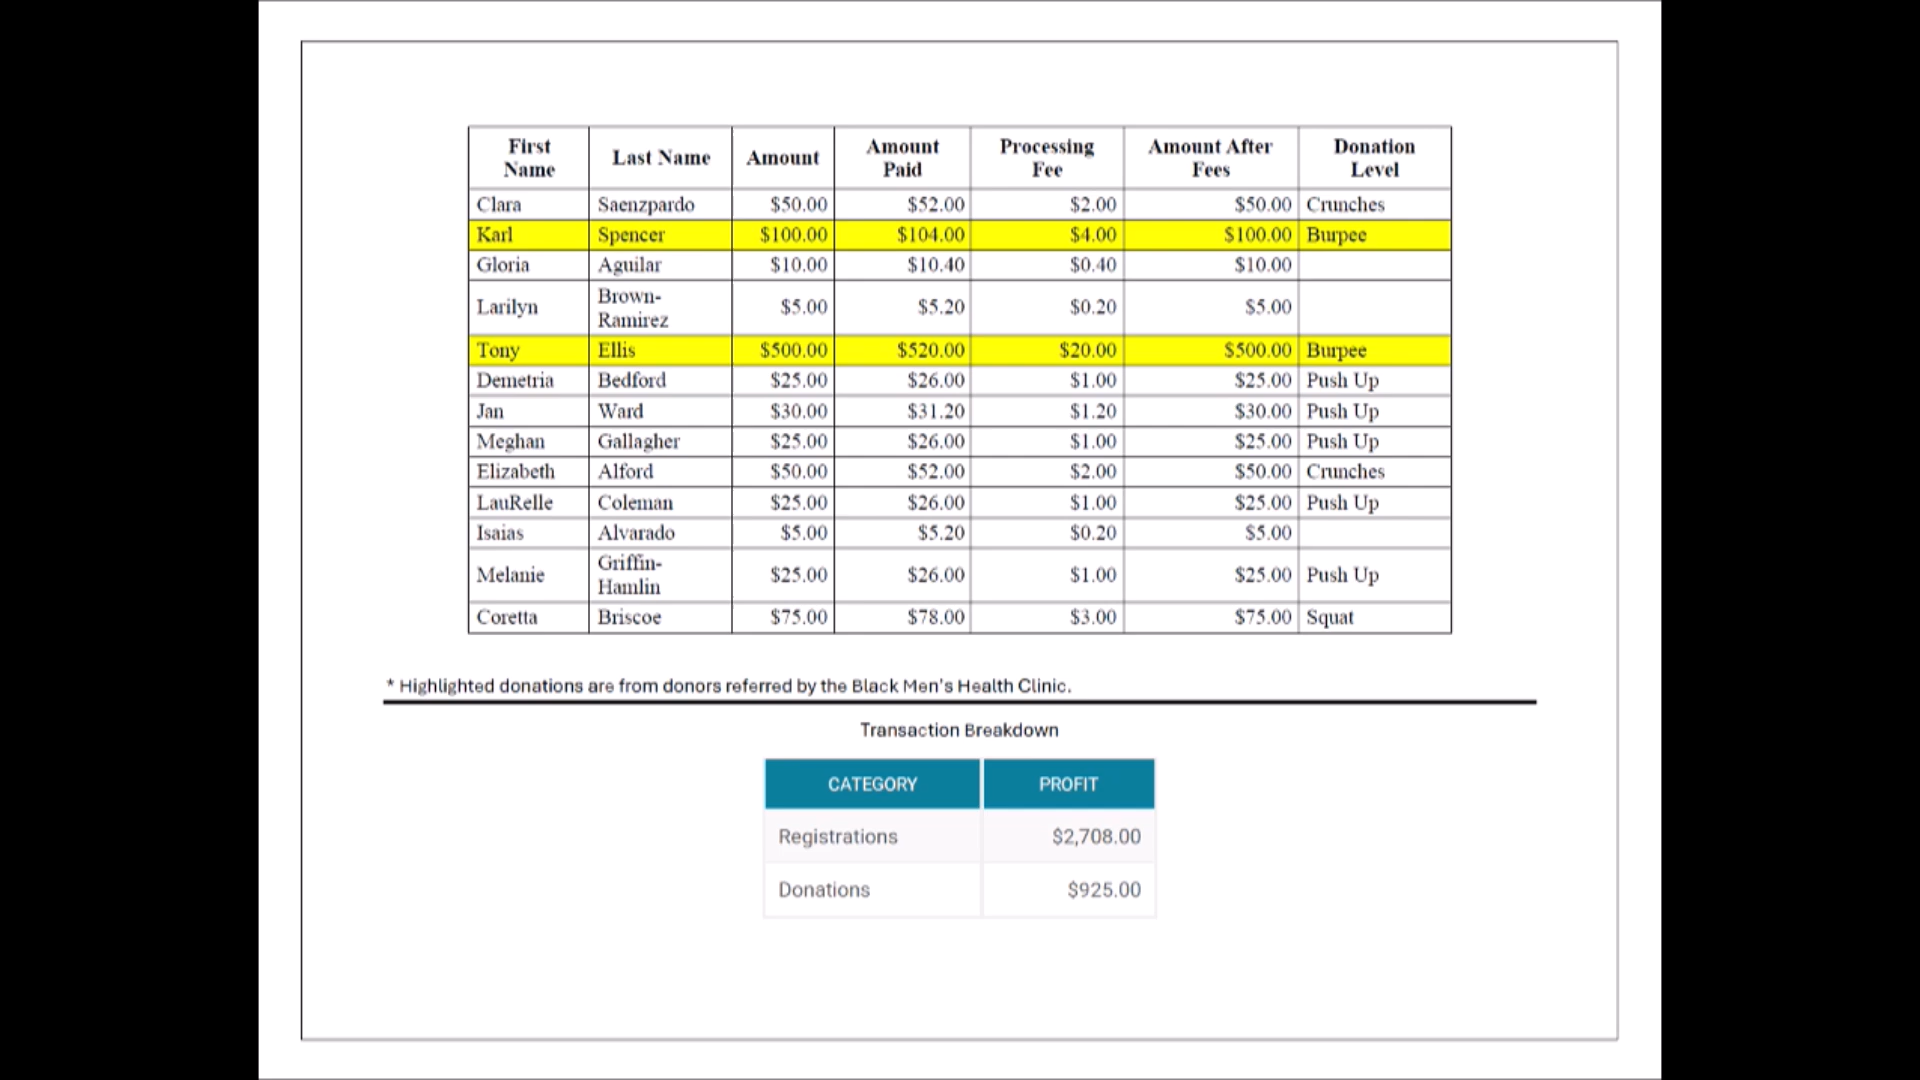 First Name Last Name Amount Amount Paid Processing Fee Amount After Fees Donation Level
Clara Saenzpardo $50.00 $52.00 $2.00 $50.00 Crunches
Karl Spencer $100.00 $104.00 $4.00 $100.00 Burpee
Gloria Aguilar $10.00 $10.40 $0.40 $10.00
Larilyn Brown-Ramirez $5.00 $5.20 $0.20 $5.00
Tony Ellis $500.00 $520.00 $20.00 $500.00 Burpee
Demetria Bedford $25.00 $26.00 $1.00 $25.00 Push Up
Jan Ward $30.00 $31.20 $1.20 $30.00 Push Up
Meghan Gallagher $25.00 $26.00 $1.00 $25.00 Push Up
Elizabeth Alford $50.00 $52.00 $2.00 $50.00 Crunches
LauRelle Coleman $25.00 $26.00 $1.00 $25.00 Push Up
Isaias Alvarado $5.00 $5.20 $0.20 $5.00
Melanie Griffin-Hamlin $25.00 $26.00 $1.00 $25.00 Push Up
Coretta Briscoe $75.00 $78.00 $3.00 $75.00 Squat
* Highlighted donations are from donors referred by the Black Men's Health Clinic.
Transaction Breakdown
CATEGORY PROFIT
Registrations $2,708.00
Donations $925.00